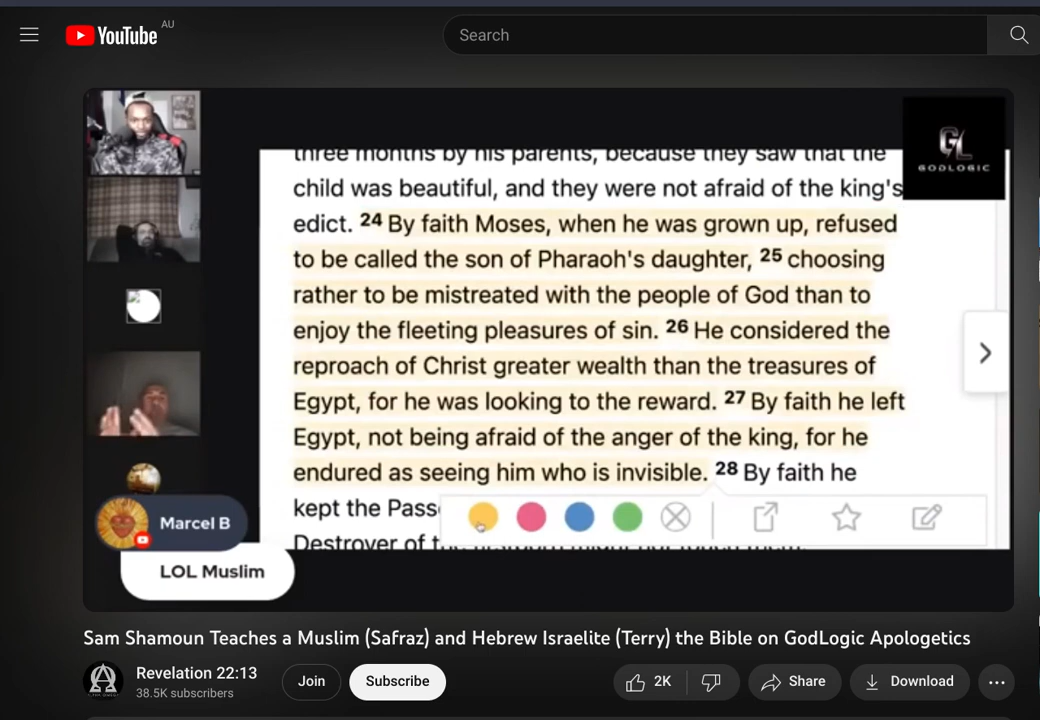 YouTube AU
Search
GL
GODLOGIC
three months by his parents, because they saw that the
child was beautiful, and they were not afraid of the king's
edict. 24 By faith Moses, when he was grown up, refused
to be called the son of Pharaoh's daughter, 25 choosing
rather to be mistreated with the people of God than to
enjoy the fleeting pleasures of sin. 26 He considered the
reproach of Christ greater wealth than the treasures of
Egypt, for he was looking to the reward. 27 By faith he left
Egypt, not being afraid of the anger of the king, for he
endured as seeing him who is invisible. 28 By faith he
kept the Pass
Destroyer of
Marcel B
LOL Muslim
Sam Shamoun Teaches a Muslim (Safraz) and Hebrew Israelite (Terry) the Bible on GodLogic Apologetics
Revelation 22:13
38.5K subscribers
Join
Subscribe
2K
Share
Download